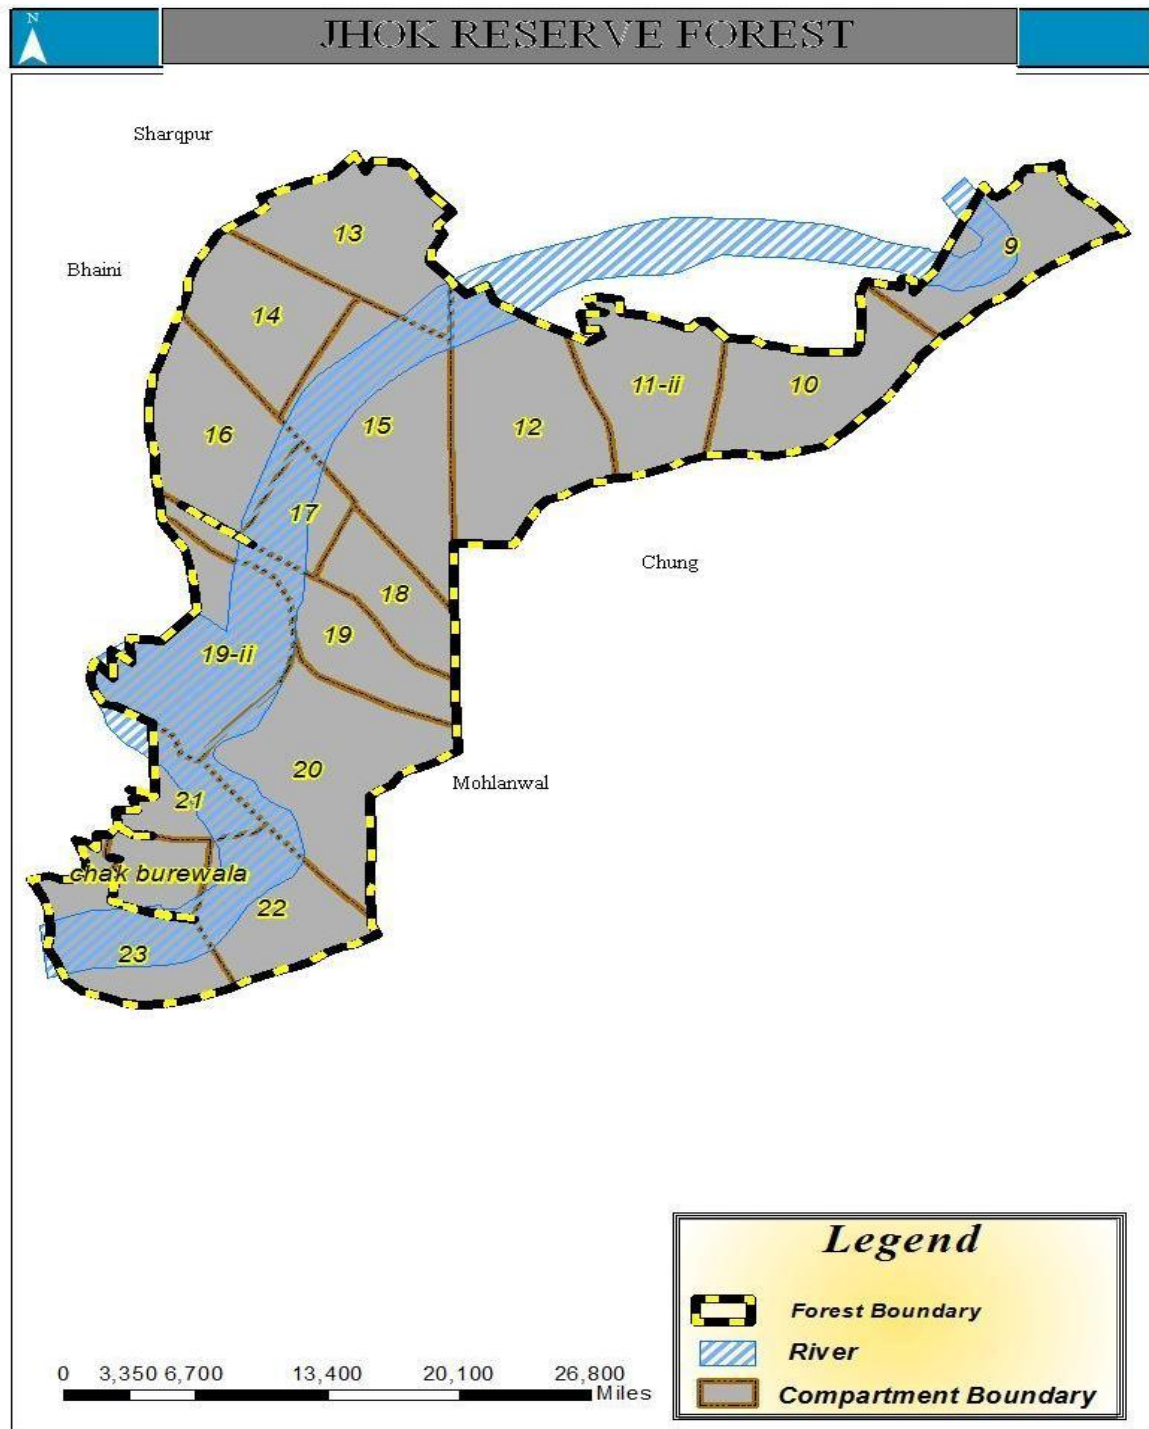 N
JHOK RESERVE FOREST
Sharqpur
13
9
Bhaini
14
11-ii
10
15
12
16
17
Chung
18
19
19-ii
20
Mohlanwal
21
chak burewala
22
23
Legend
Forest Boundary
River
Compartment Boundary
0 3,350 6,700 13,400 20,100 26,800
Miles